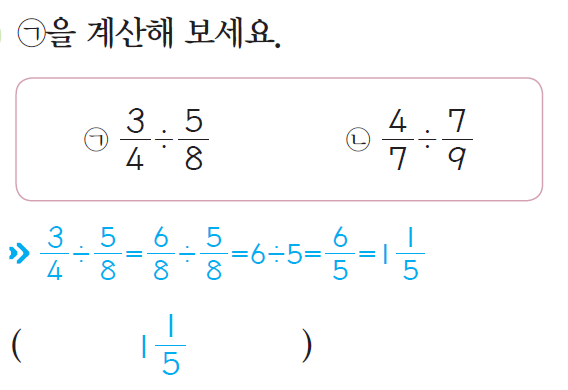 ㉠을 계산해 보세요.
㉠ 3/4 ÷ 5/8 ㉡ 4/7 ÷ 7/9
» 3/4 ÷ 5/8 = 6/8 ÷ 5/8 = 6÷5 = 6/5 = 1 1/5
( 1 1/5 )